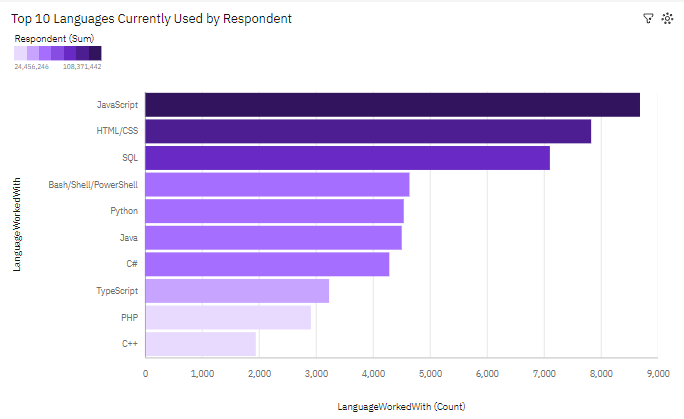 Top 10 Languages Currently Used by Respondent
Respondent (Sum)
24,456,246 108,371,442
LanguageWorkedWith
JavaScript
HTML/CSS
SQL
Bash/Shell/PowerShell
Python
Java
C#
TypeScript
PHP
C++
0 1,000 2,000 3,000 4,000 5,000 6,000 7,000 8,000 9,000
LanguageWorkedWith (Count)